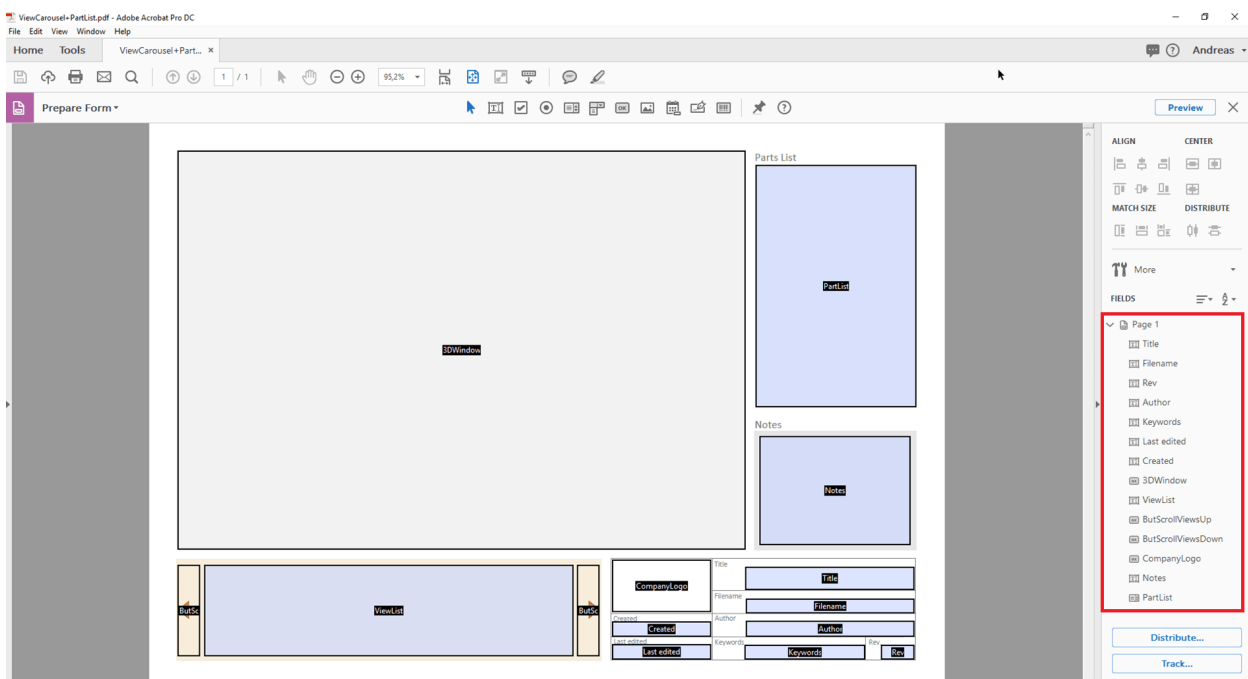 ViewCarousel+PartList.pdf - Adobe Acrobat Pro DC
File Edit View Window Help
Home Tools ViewCarousel+Part... × Andreas
1 / 1 95,2%
Prepare Form Preview
ALIGN CENTER
MATCH SIZE DISTRIBUTE
More
FIELDS
Page 1
Title
Filename
Rev
Author
Keywords
Last edited
Created
3DWindow
ViewList
ButScrollViewsUp
ButScrollViewsDown
CompanyLogo
Notes
PartList
Distribute...
Track...
3DWindow
Parts List
PartList
Notes
Notes
ButSc
ViewList
ButSc
CompanyLogo
Title
Title
Filename
Filename
Created
Created
Author
Author
Last edited
Last edited
Keywords
Keywords
Rev
Rev